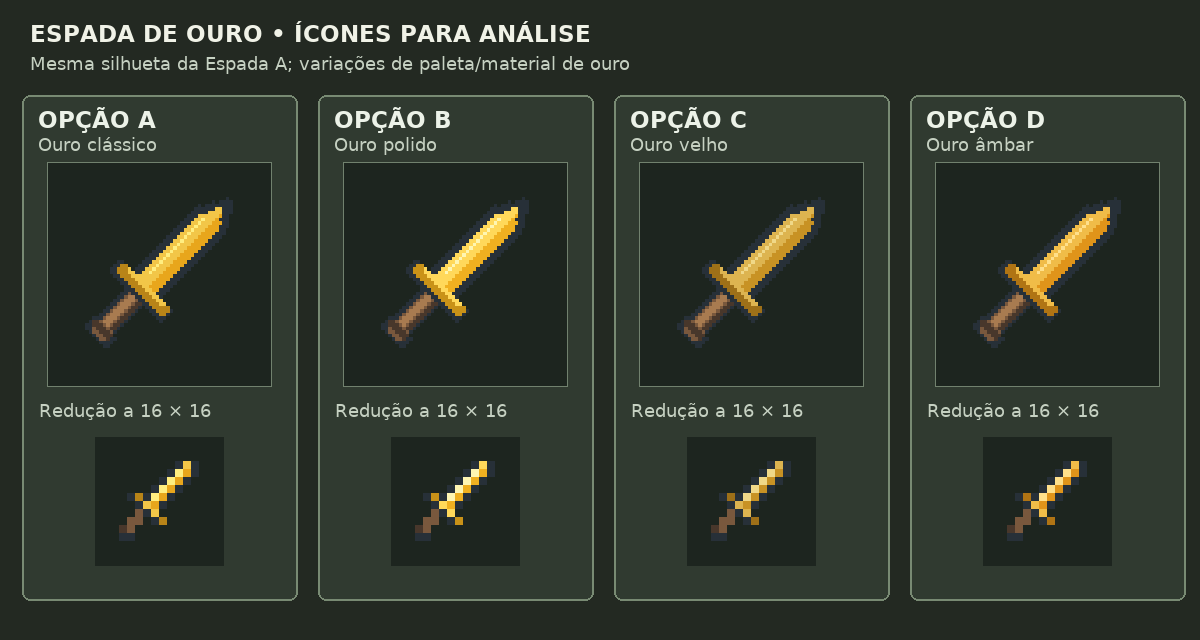 ESPADA DE OURO • ÍCONES PARA ANÁLISE
Mesma silhueta da Espada A; variações de paleta/material de ouro
OPÇÃO A
Ouro clássico
Redução a 16 × 16
OPÇÃO B
Ouro polido
Redução a 16 × 16
OPÇÃO C
Ouro velho
Redução a 16 × 16
OPÇÃO D
Ouro âmbar
Redução a 16 × 16